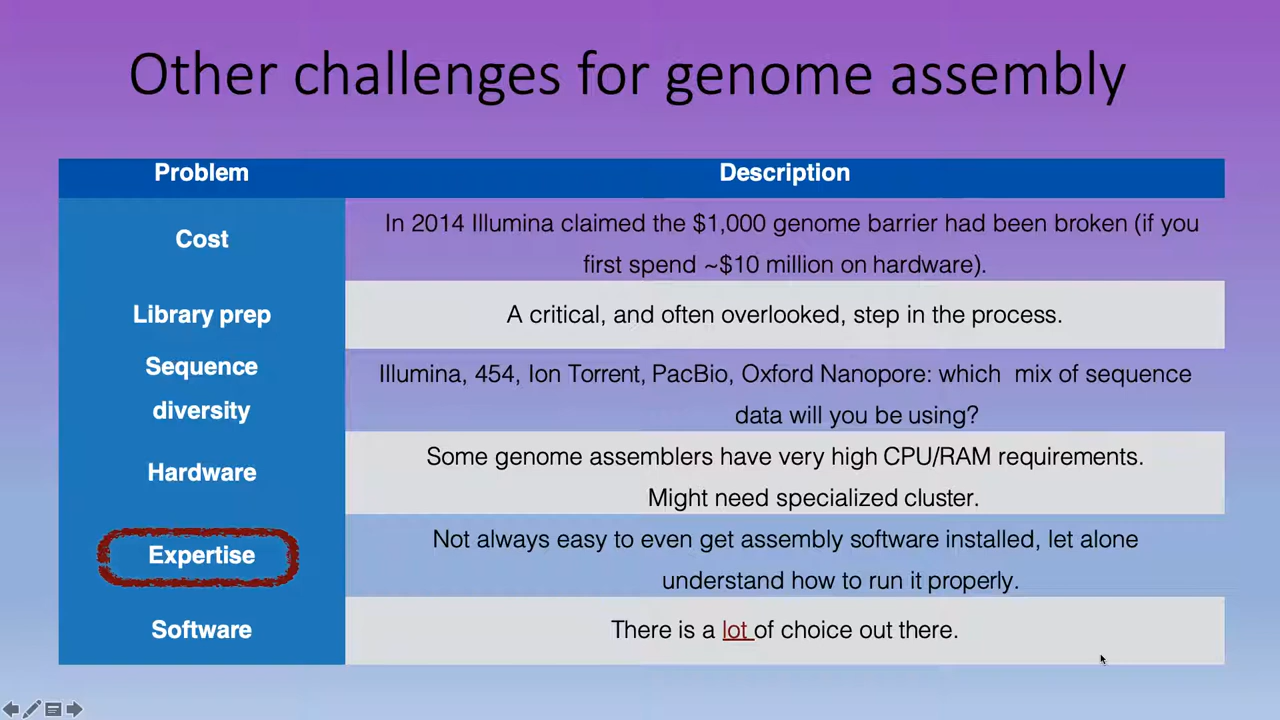 Other challenges for genome assembly
Problem
Description
Cost
In 2014 Illumina claimed the $1,000 genome barrier had been broken (if you
first spend ~$10 million on hardware).
Library prep
A critical, and often overlooked, step in the process.
Sequence
diversity
Illumina, 454, Ion Torrent, PacBio, Oxford Nanopore: which mix of sequence
data will you be using?
Hardware
Some genome assemblers have very high CPU/RAM requirements.
Might need specialized cluster.
Expertise
Not always easy to even get assembly software installed, let alone
understand how to run it properly.
Software
There is a lot of choice out there.